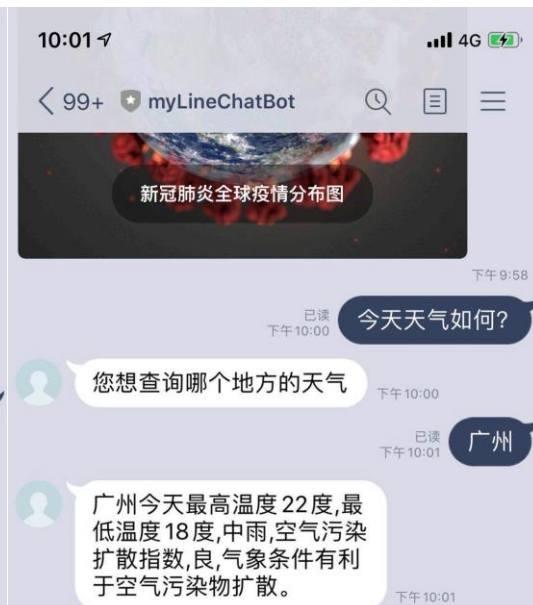 10:01
4G
99+ myLineChatBot
新冠肺炎全球疫情分布图
下午9:58
已读
下午10:00
今天天气如何?
您想查询哪个地方的天气
下午10:00
已读
下午10:01
广州
广州今天最高温度22度,最
低温度18度,中雨,空气污染
扩散指数,良,气象条件有利
于空气污染物扩散。
下午10:01